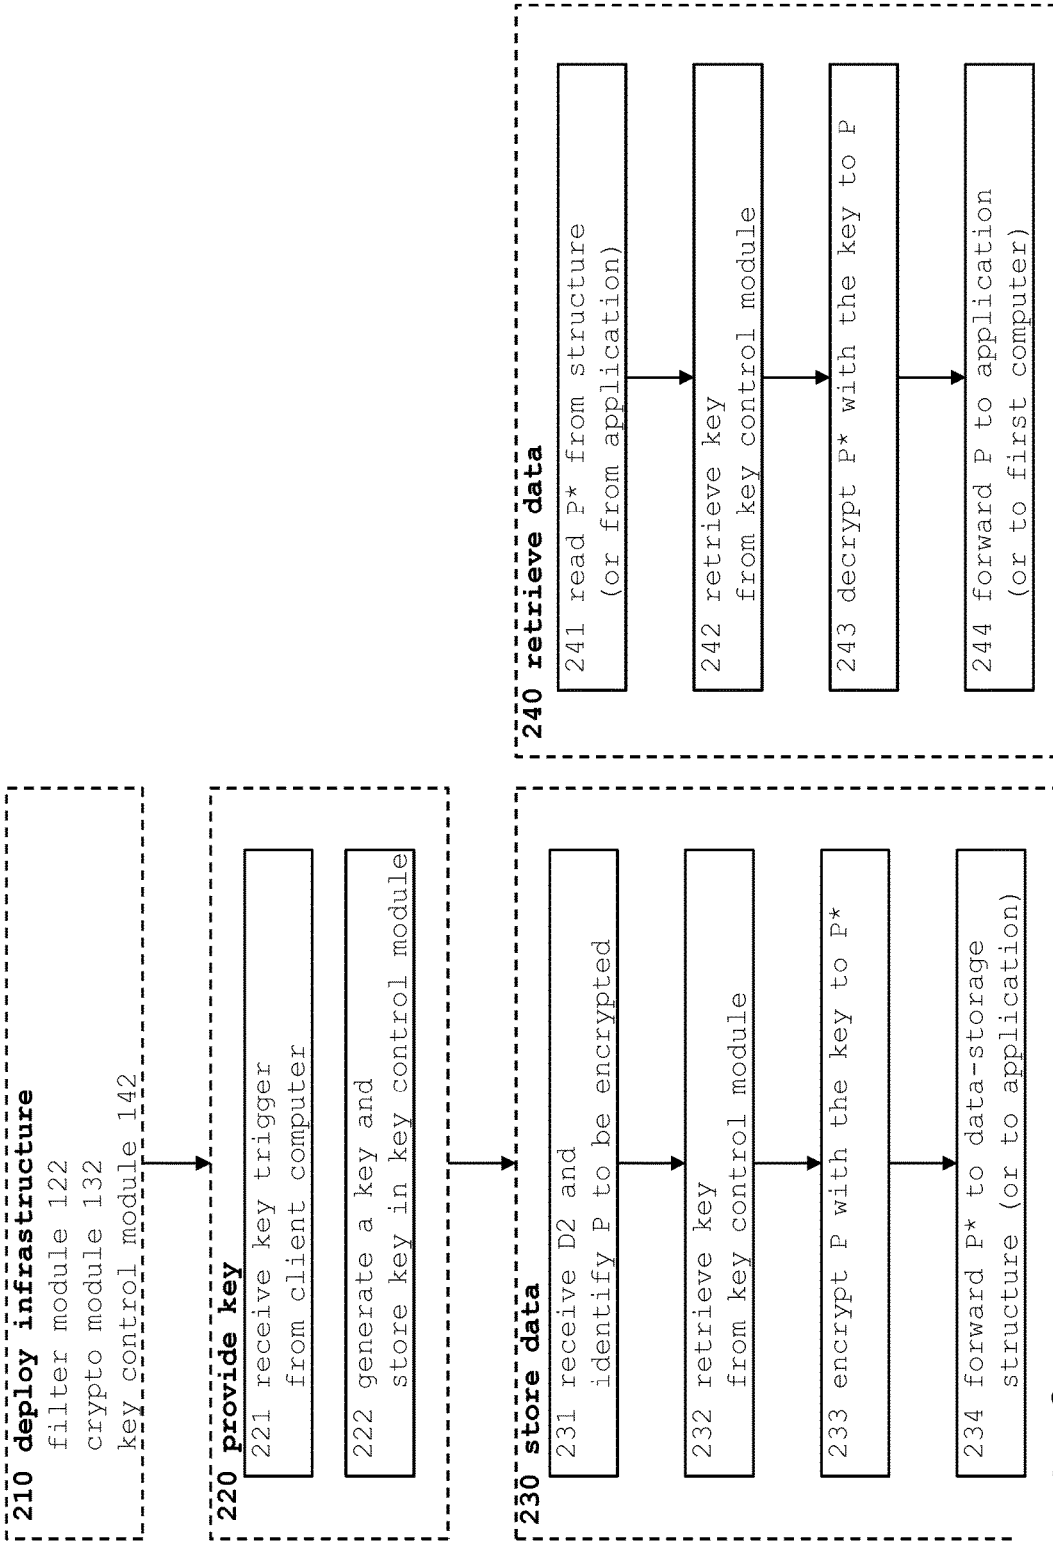 210 deploy infrastructure
filter module 122
crypto module 132
key control module 142
220 provide key
221 receive key trigger
from client computer
222 generate a key and
store key in key control module
230 store data
231 receive D2 and
identify P to be encrypted
232 retrieve key
from key control module
233 encrypt P with the key to P*
234 forward P* to data-storage
structure (or to application)
240 retrieve data
241 read P* from structure
(or from application)
242 retrieve key
from key control module
243 decrypt P* with the key to P
244 forward P to application
(or to first computer)